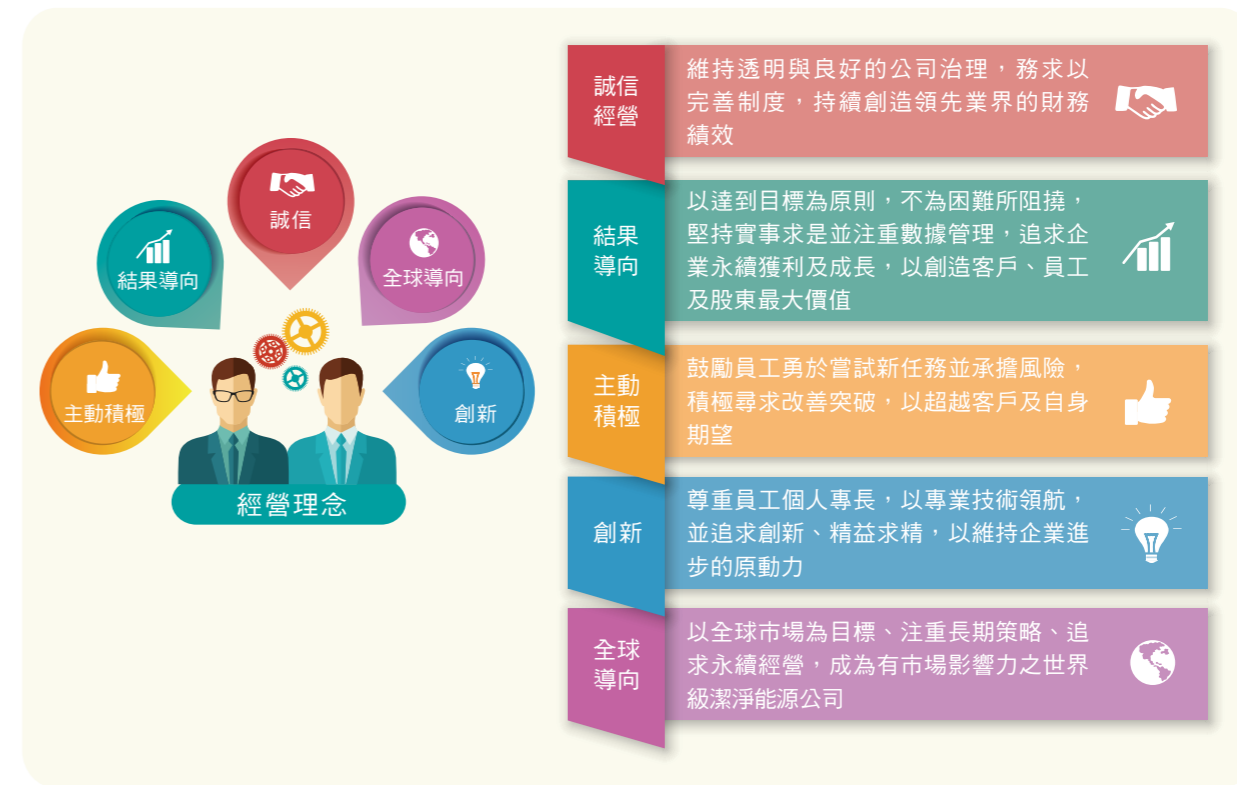 誠信
結果導向
全球導向
主動積極
創新
經營理念
誠信
經營
維持透明與良好的公司治理，務求以
完善制度，持續創造領先業界的財務
績效
結果
導向
以達到目標為原則，不為困難所阻撓，
堅持實事求是並注重數據管理，追求企
業永續獲利及成長，以創造客戶、員工
及股東最大價值
主動
積極
鼓勵員工勇於嘗試新任務並承擔風險，
積極尋求改善突破，以超越客戶及自身
期望
創新
尊重員工個人專長，以專業技術領航，
並追求創新、精益求精，以維持企業進
步的原動力
全球
導向
以全球市場為目標、注重長期策略、追
求永續經營，成為有市場影響力之世界
級潔淨能源公司